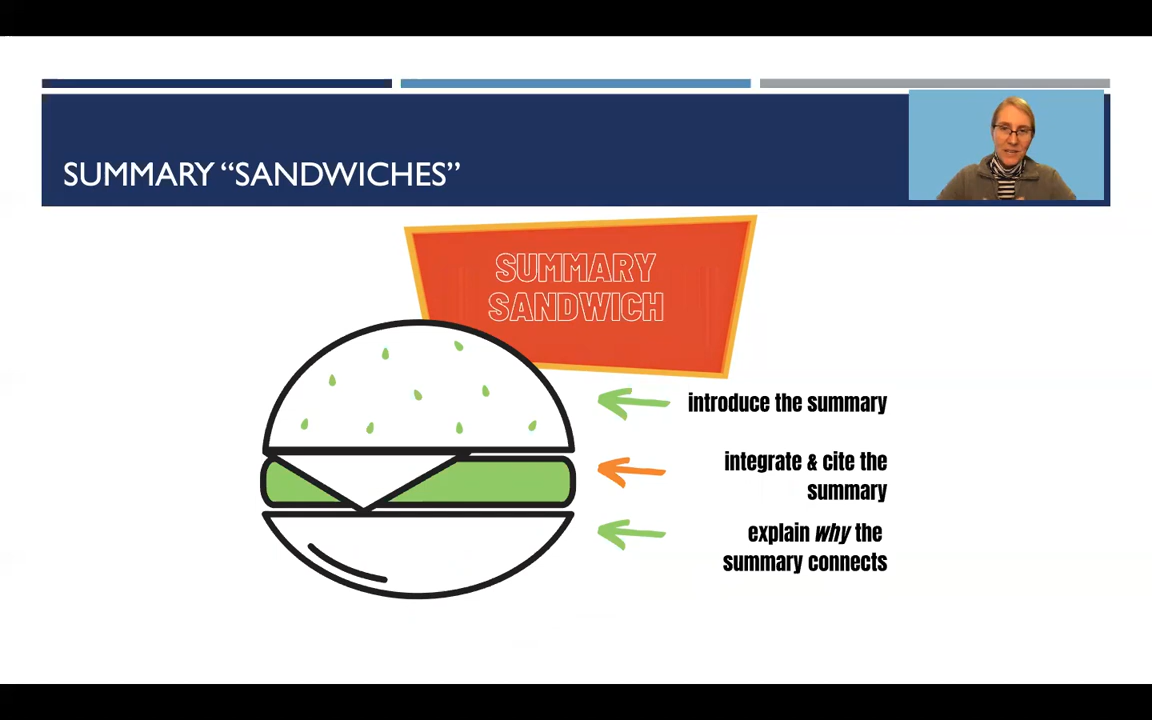 SUMMARY “SANDWICHES”
SUMMARY
SANDWICH
introduce the summary
integrate & cite the
summary
explain why the
summary connects